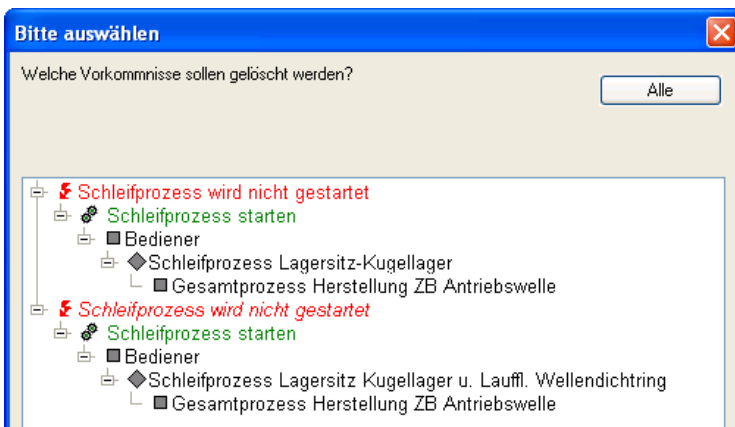 Bitte auswählen
Welche Vorkommnisse sollen gelöscht werden?
Alle
Schleifprozess wird nicht gestartet
Schleifprozess starten
Bediener
Schleifprozess Lagersitz-Kugellager
Gesamtprozess Herstellung ZB Antriebswelle
Schleifprozess wird nicht gestartet
Schleifprozess starten
Bediener
Schleifprozess Lagersitz Kugellager u. Lauffl. Wellendichtring
Gesamtprozess Herstellung ZB Antriebswelle